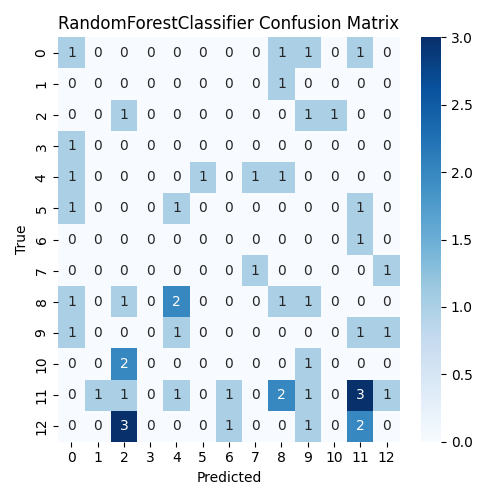 RandomForestClassifier Confusion Matrix
True
0 1 0 0 0 0 0 0 0 1 1 0 1 0
1 0 0 0 0 0 0 0 0 1 0 0 0 0
2 0 0 1 0 0 0 0 0 0 1 1 0 0
3 1 0 0 0 0 0 0 0 0 0 0 0 0
4 1 0 0 0 0 1 0 1 1 0 0 0 0
5 1 0 0 0 1 0 0 0 0 0 0 1 0
6 0 0 0 0 0 0 0 0 0 0 0 1 0
7 0 0 0 0 0 0 0 1 0 0 0 0 1
8 1 0 1 0 2 0 0 0 1 1 0 0 0
9 1 0 0 0 1 0 0 0 0 0 0 1 1
10 0 0 2 0 0 0 0 0 0 1 0 0 0
11 0 1 1 0 1 0 1 0 2 1 0 3 1
12 0 0 3 0 0 0 1 0 0 1 0 2 0
0 1 2 3 4 5 6 7 8 9 10 11 12
Predicted
3.0
2.5
2.0
1.5
1.0
0.5
0.0